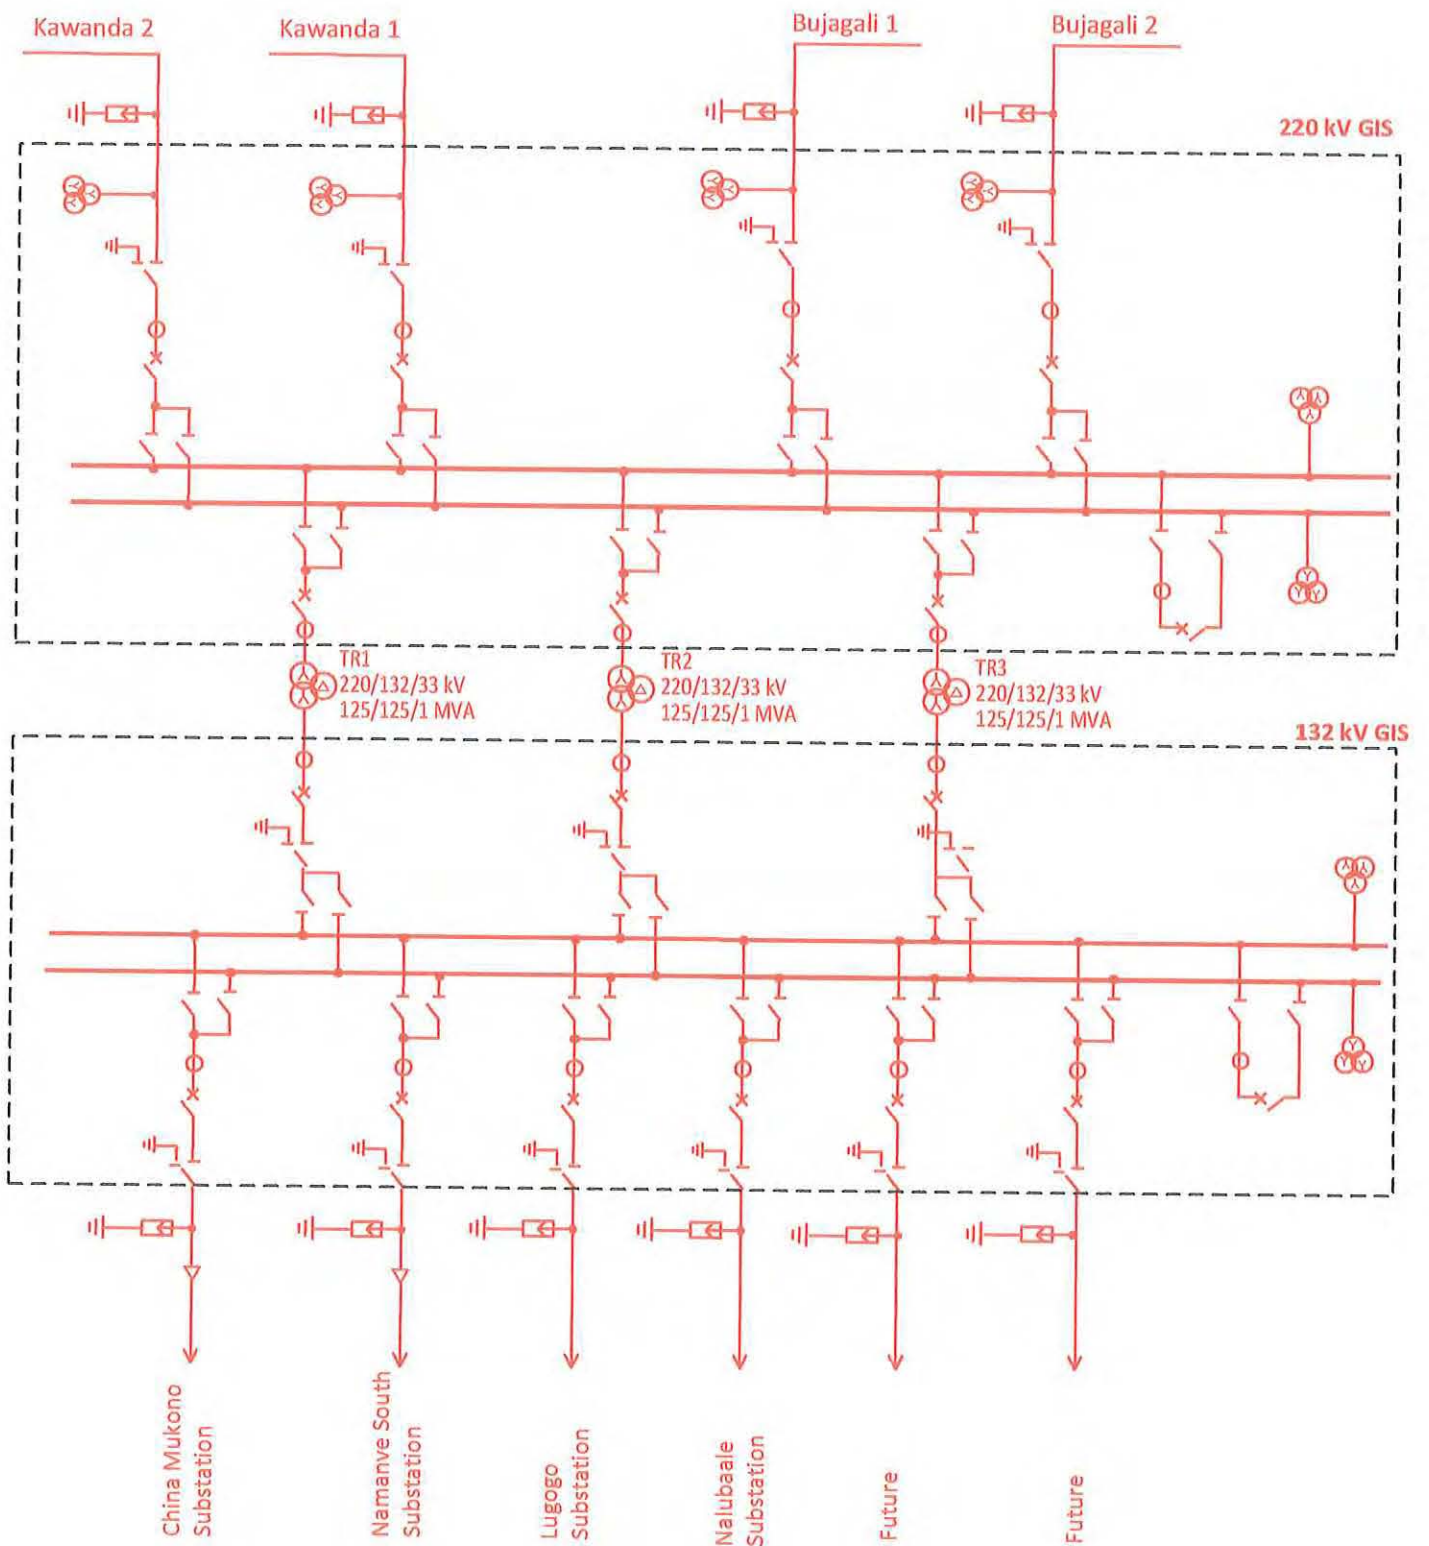 Kawanda 2
Kawanda 1
Bujagali 1
Bujagali 2
220 kV GIS
TR1
220/132/33 kV
125/125/1 MVA
TR2
220/132/33 kV
125/125/1 MVA
TR3
220/132/33 kV
125/125/1 MVA
132 kV GIS
China Mukono
Substation
Namanve South
Substation
Lugogo
Substation
Nalubaale
Substation
Future
Future